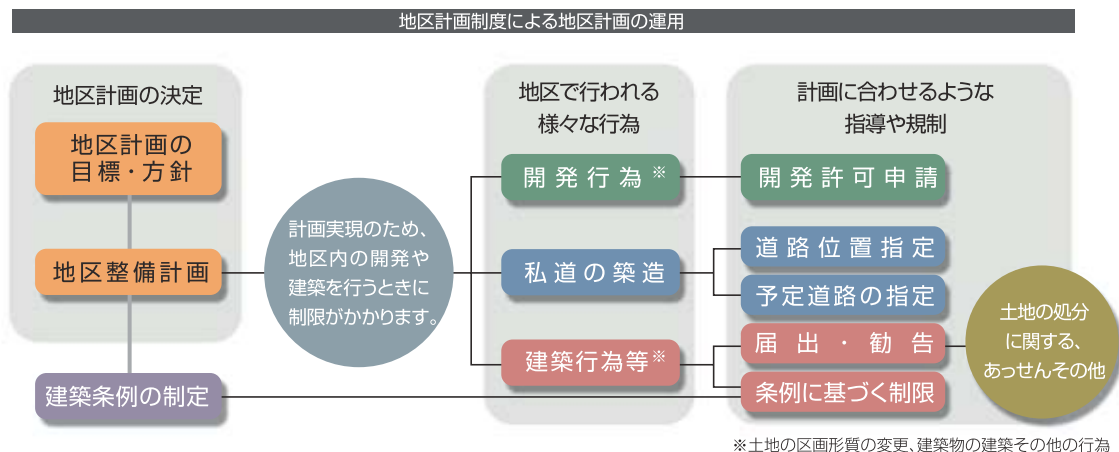 地区計画制度による地区計画の運用
地区計画の決定
地区計画の
目標・方針
地区整備計画
建築条例の制定
計画実現のため、
地区内の開発や
建築を行うときに
制限がかかります。
地区で行われる
様々な行為
開発行為※
私道の築造
建築行為等※
計画に合わせるような
指導や規制
開発許可申請
道路位置指定
予定道路の指定
届出・勧告
条例に基づく制限
土地の処分
に関する、
あっせんその他
※土地の区画形質の変更、建築物の建築その他の行為